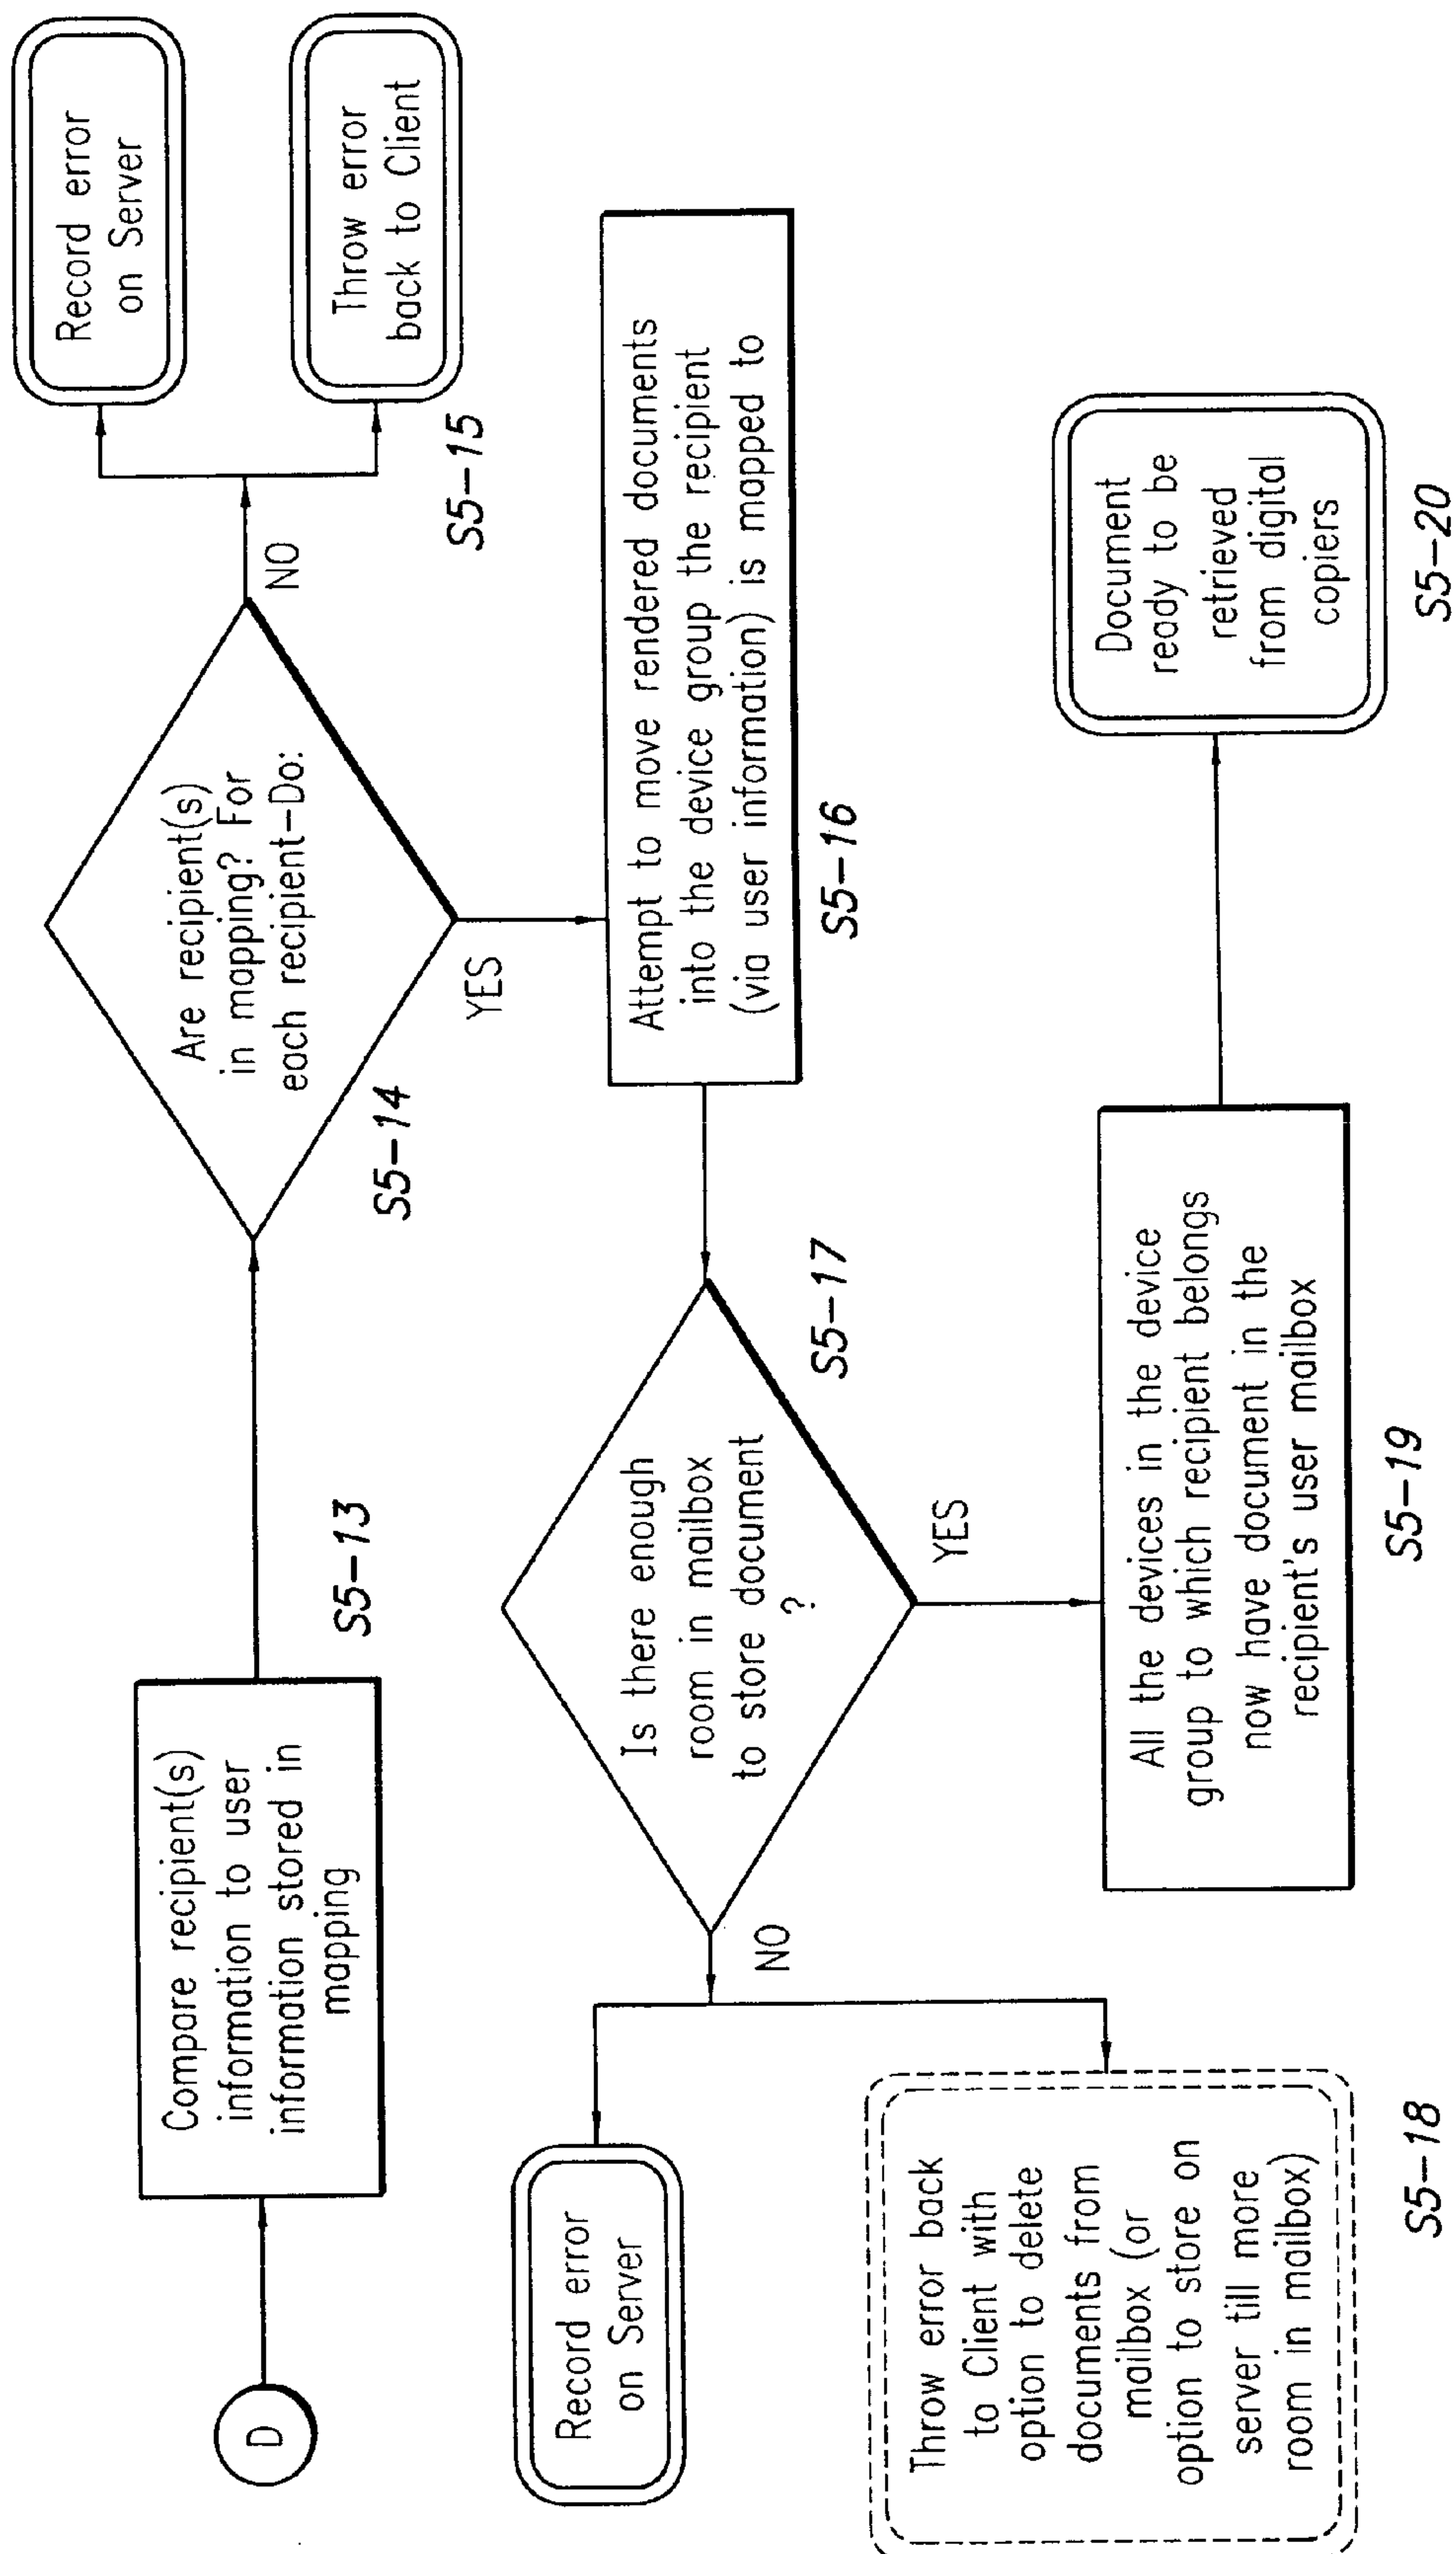 D
Compare recipient(s)
information to user
information stored in
mapping
S5-13
Are recipient(s)
in mapping? For
each recipient-Do:
S5-14
NO
Record error
on Server
Throw error
back to Client
S5-15
YES
Attempt to move rendered documents
into the device group the recipient
(via user information) is mapped to
S5-16
Is there enough
room in mailbox
to store document
?
S5-17
NO
Record error
on Server
Throw error back
to Client with
option to delete
documents from
mailbox (or
option to store on
server till more
room in mailbox)
S5-18
YES
All the devices in the device
group to which recipient belongs
now have document in the
recipient's user mailbox
S5-19
Document
ready to be
retrieved
from digital
copiers
S5-20